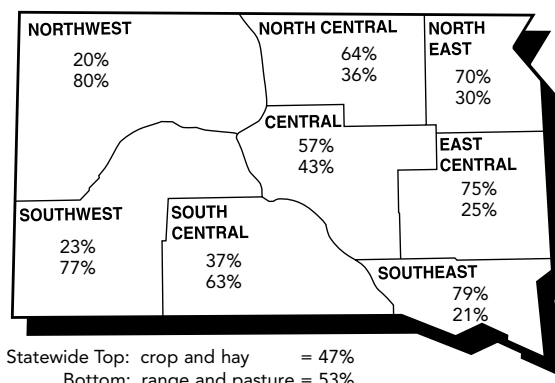 NORTHWEST
20%
80%
NORTH CENTRAL
64%
36%
NORTH
EAST
70%
30%
CENTRAL
57%
43%
EAST
CENTRAL
75%
25%
SOUTHWEST
23%
77%
SOUTH
CENTRAL
37%
63%
SOUTHEAST
79%
21%
Statewide Top: crop and hay = 47%
Bottom: range and pasture = 53%